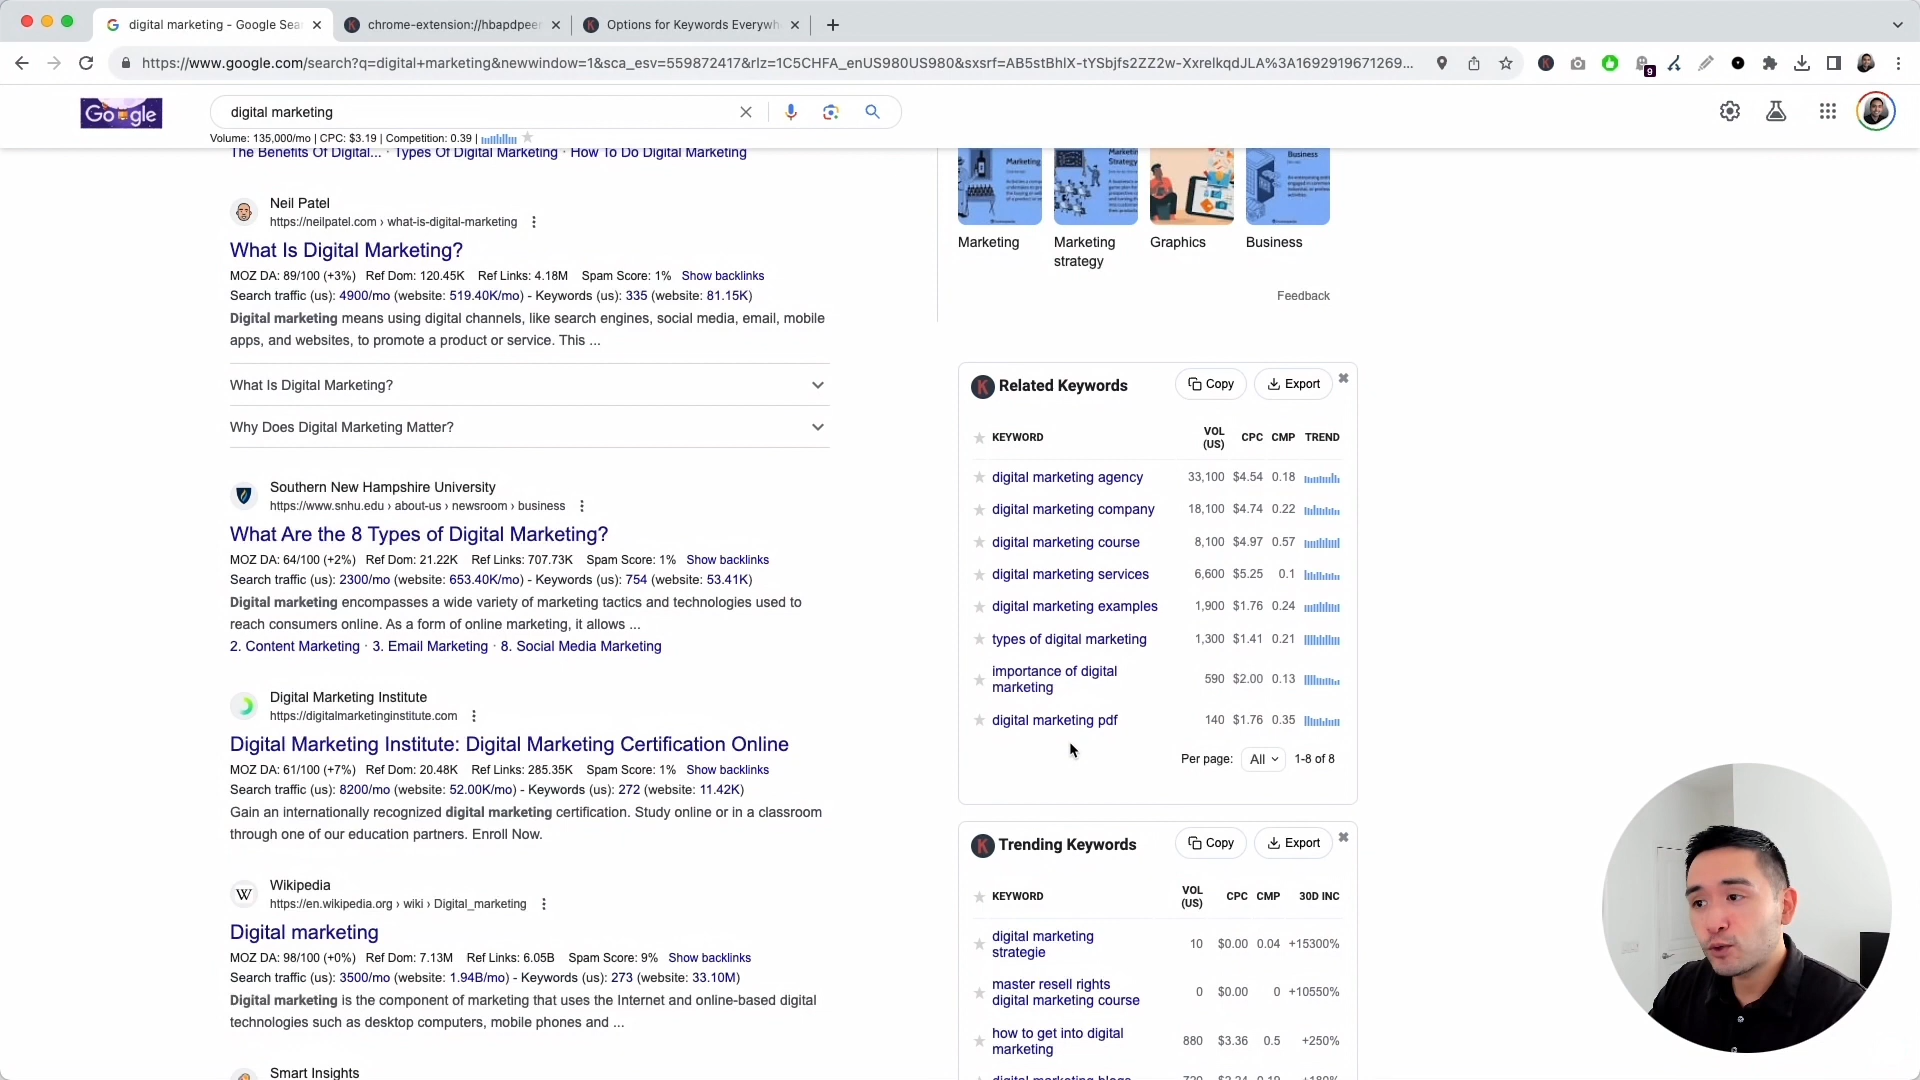 digital marketing - Google Sea
chrome-extension://hbapdpeen
Options for Keywords Everywh
https://www.google.com/search?q=digital+marketing&newwindow=1&sca_esv=559872417&rlz=1C5CHFA_enUS980US980&sxsrf=AB5stBhlX-tYSbjfs2ZZ2w-XxrelkqdJLA%3A1692919671269...
9
Google
digital marketing
Volume: 135,000/mo | CPC: $3.19 | Competition: 0.39 |
The Benefits Of Digital... · Types Of Digital Marketing · How To Do Digital Marketing
Neil Patel
https://neilpatel.com › what-is-digital-marketing
What Is Digital Marketing?
MOZ DA: 89/100 (+3%) Ref Dom: 120.45K Ref Links: 4.18M Spam Score: 1% Show backlinks
Search traffic (us): 4900/mo (website: 519.40K/mo) - Keywords (us): 335 (website: 81.15K)
Digital marketing means using digital channels, like search engines, social media, email, mobile
apps, and websites, to promote a product or service. This ...
What Is Digital Marketing?
Why Does Digital Marketing Matter?
Southern New Hampshire University
https://www.snhu.edu › about-us › newsroom › business
What Are the 8 Types of Digital Marketing?
MOZ DA: 64/100 (+2%) Ref Dom: 21.22K Ref Links: 707.73K Spam Score: 1% Show backlinks
Search traffic (us): 2300/mo (website: 653.40K/mo) - Keywords (us): 754 (website: 53.41K)
Digital marketing encompasses a wide variety of marketing tactics and technologies used to
reach consumers online. As a form of online marketing, it allows ...
2. Content Marketing · 3. Email Marketing · 8. Social Media Marketing
Digital Marketing Institute
https://digitalmarketinginstitute.com
Digital Marketing Institute: Digital Marketing Certification Online
MOZ DA: 61/100 (+7%) Ref Dom: 20.48K Ref Links: 285.35K Spam Score: 1% Show backlinks
Search traffic (us): 8200/mo (website: 52.00K/mo) - Keywords (us): 272 (website: 11.42K)
Gain an internationally recognized digital marketing certification. Study online or in a classroom
through one of our education partners. Enroll Now.
W
Wikipedia
https://en.wikipedia.org › wiki › Digital_marketing
Digital marketing
MOZ DA: 98/100 (+0%) Ref Dom: 7.13M Ref Links: 6.05B Spam Score: 9% Show backlinks
Search traffic (us): 3500/mo (website: 1.94B/mo) - Keywords (us): 273 (website: 33.10M)
Digital marketing is the component of marketing that uses the Internet and online-based digital
technologies such as desktop computers, mobile phones and ...
Smart Insights
Marketing
Marketing
Strategy
Business
Marketing
Marketing
strategy
Graphics
Business
Feedback
K Related Keywords Copy Export
KEYWORD VOL (US) CPC CMP TREND
digital marketing agency 33,100 $4.54 0.18
digital marketing company 18,100 $4.74 0.22
digital marketing course 8,100 $4.97 0.57
digital marketing services 6,600 $5.25 0.1
digital marketing examples 1,900 $1.76 0.24
types of digital marketing 1,300 $1.41 0.21
importance of digital
marketing 590 $2.00 0.13
digital marketing pdf 140 $1.76 0.35
Per page: All 1-8 of 8
K Trending Keywords Copy Export
KEYWORD VOL (US) CPC CMP 30D INC
digital marketing
strategie 10 $0.00 0.04 +15300%
master resell rights
digital marketing course 0 $0.00 0 +10550%
how to get into digital
marketing 880 $3.36 0.5 +250%